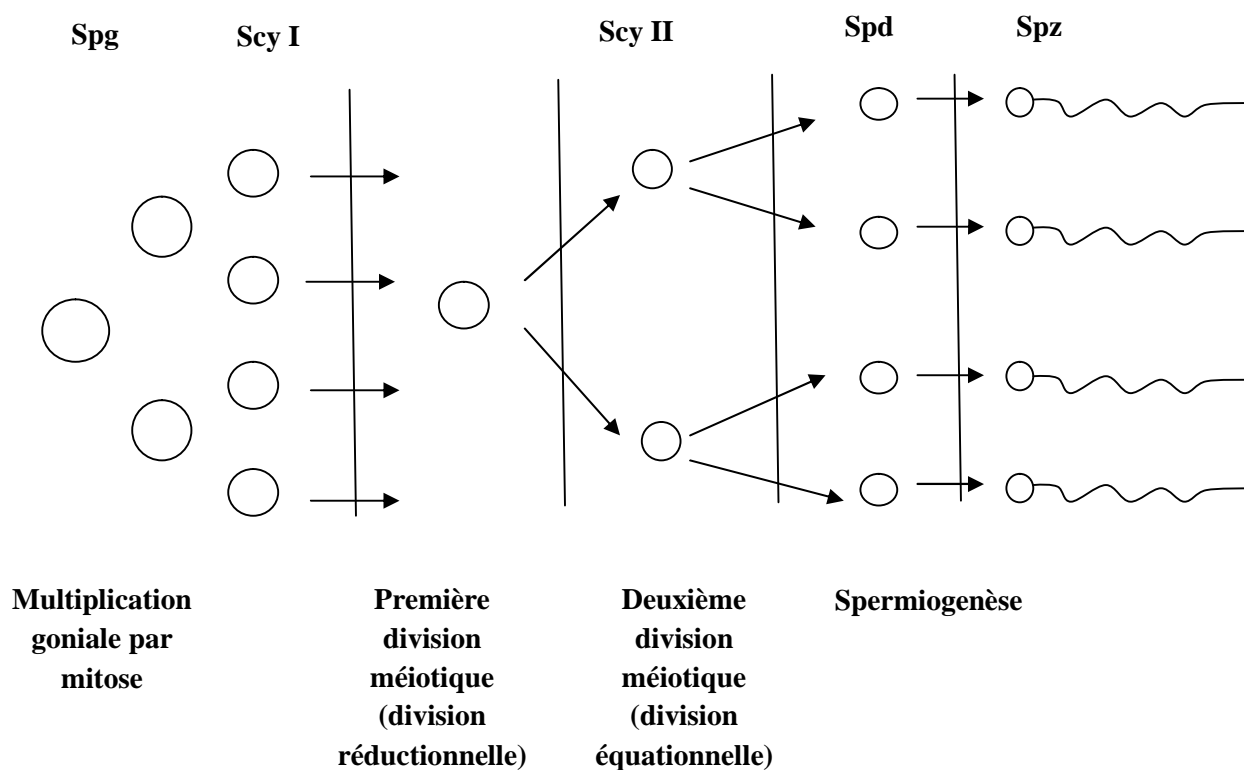 Spg Scy I Scy II Spd Spz
Multiplication
goniale par
mitose
Première
division
méiotique
(division
réductionnelle)
Deuxième
division
méiotique
(division
équationnelle)
Spermiogenèse